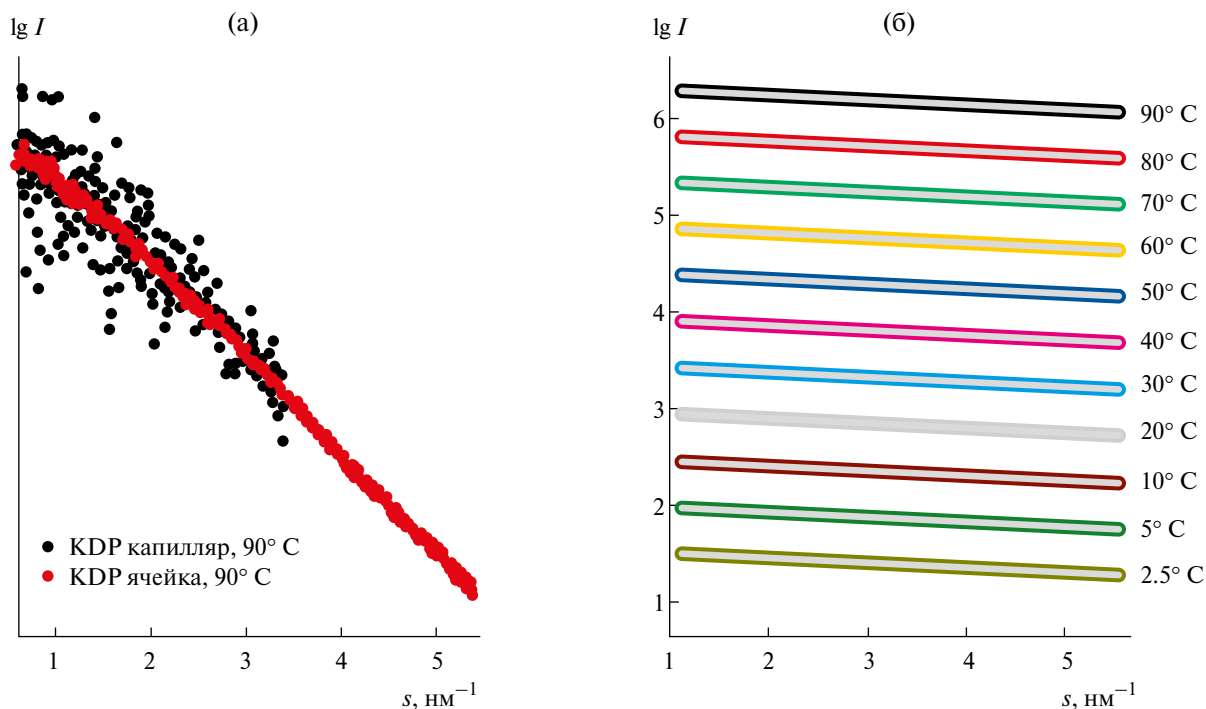 (а)
lg I
KDP капилляр, 90° C
KDP ячейка, 90° C
1 2 3 4 5
s, нм⁻¹
(б)
lg I
6
5
4
3
2
1
90° C
80° C
70° C
60° C
50° C
40° C
30° C
20° C
10° C
5° C
2.5° C
1 2 3 4 5
s, нм⁻¹